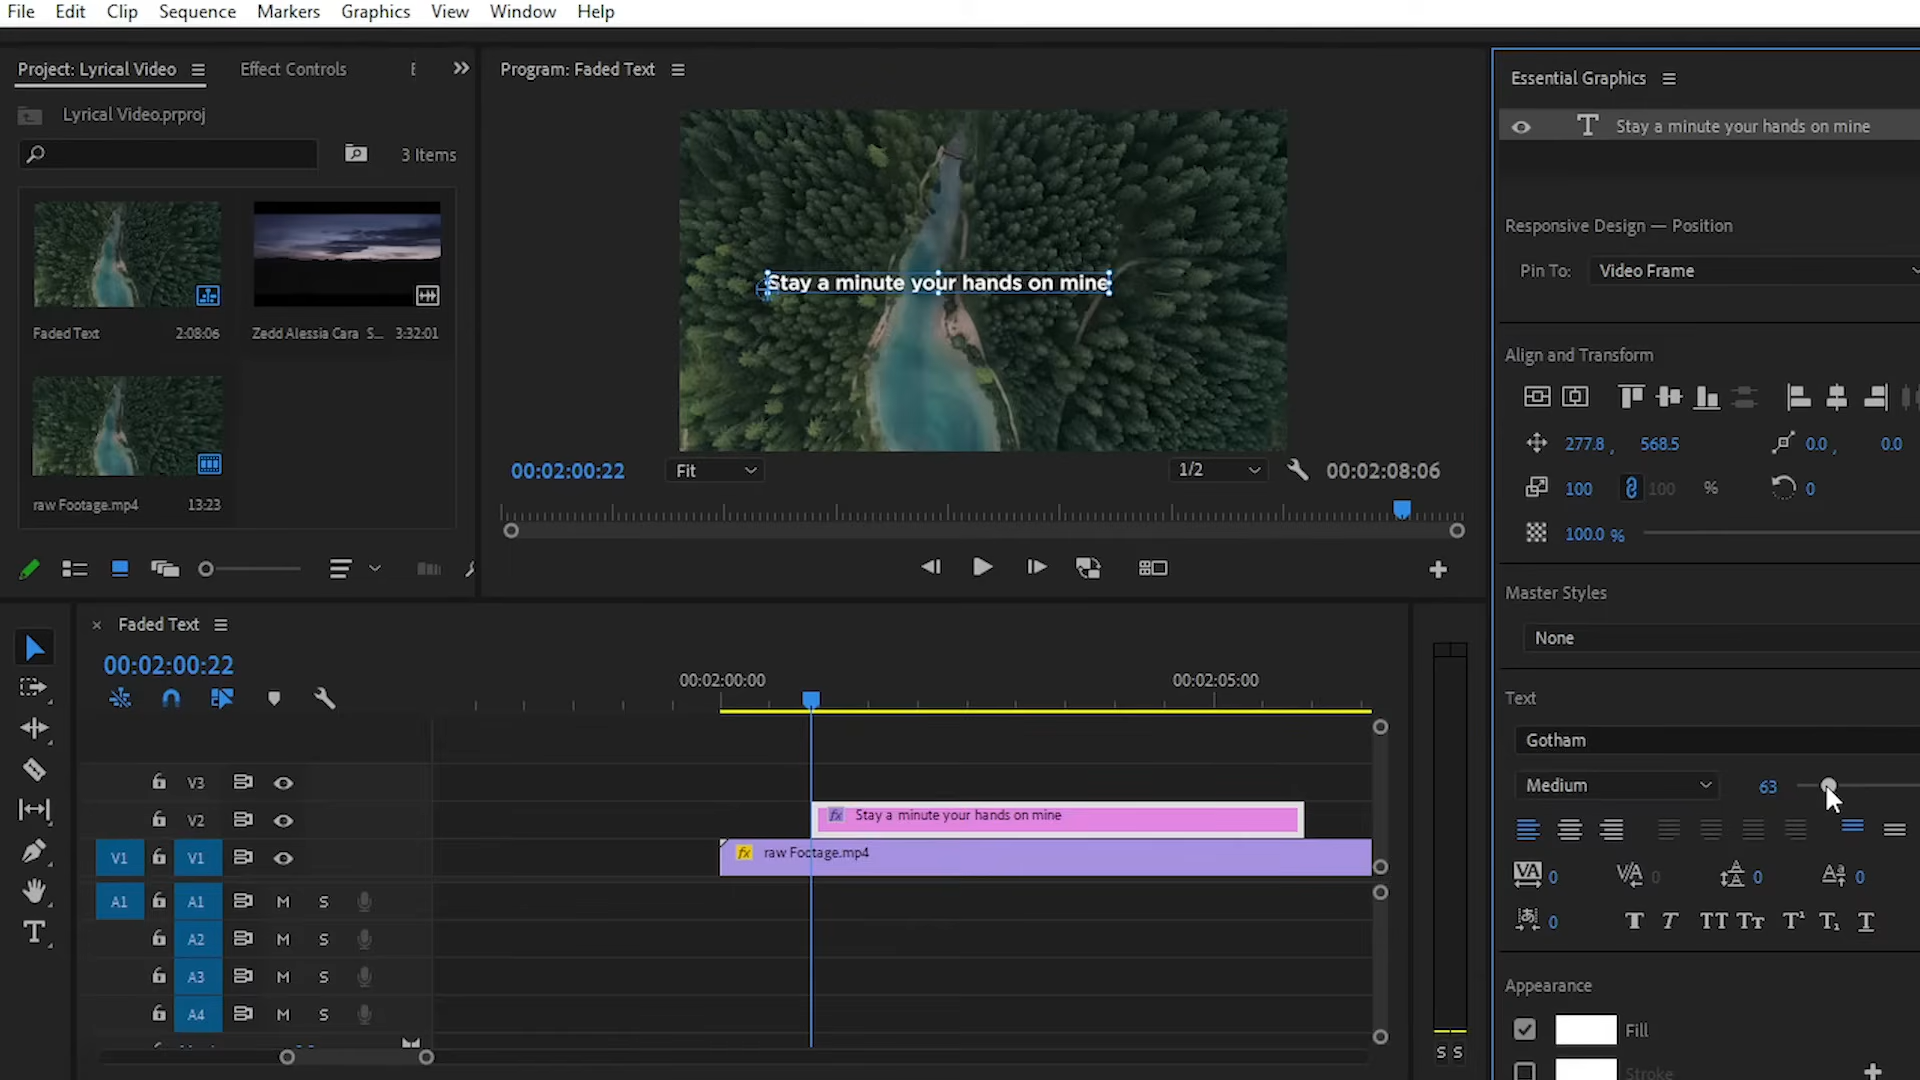 File Edit Clip Sequence Markers Graphics View Window Help
Project: Lyrical Video Effect Controls
Lyrical Video.prproj
3 Items
Faded Text 2:08:06
Zedd Alessia Cara S... 3:32:01
raw Footage.mp4 13:23
Program: Faded Text
Stay a minute your hands on mine
00:02:00:22 Fit 1/2 00:02:08:06
Essential Graphics
Stay a minute your hands on mine
Responsive Design — Position
Pin To: Video Frame
Align and Transform
277.8 , 568.5 0.0 , 0.0
100 100 % 0
100.0 %
Master Styles
None
Text
Gotham
Medium 63
0 0 0 0
0 T T TT Tt T¹ T₁ T
Appearance
Fill
Stroke
Faded Text
00:02:00:22
00:02:00:00 00:02:05:00
V3
V2 Stay a minute your hands on mine
V1 V1 fx raw Footage.mp4
A1 A1 M S
A2 M S
A3 M S
A4 M S
S S